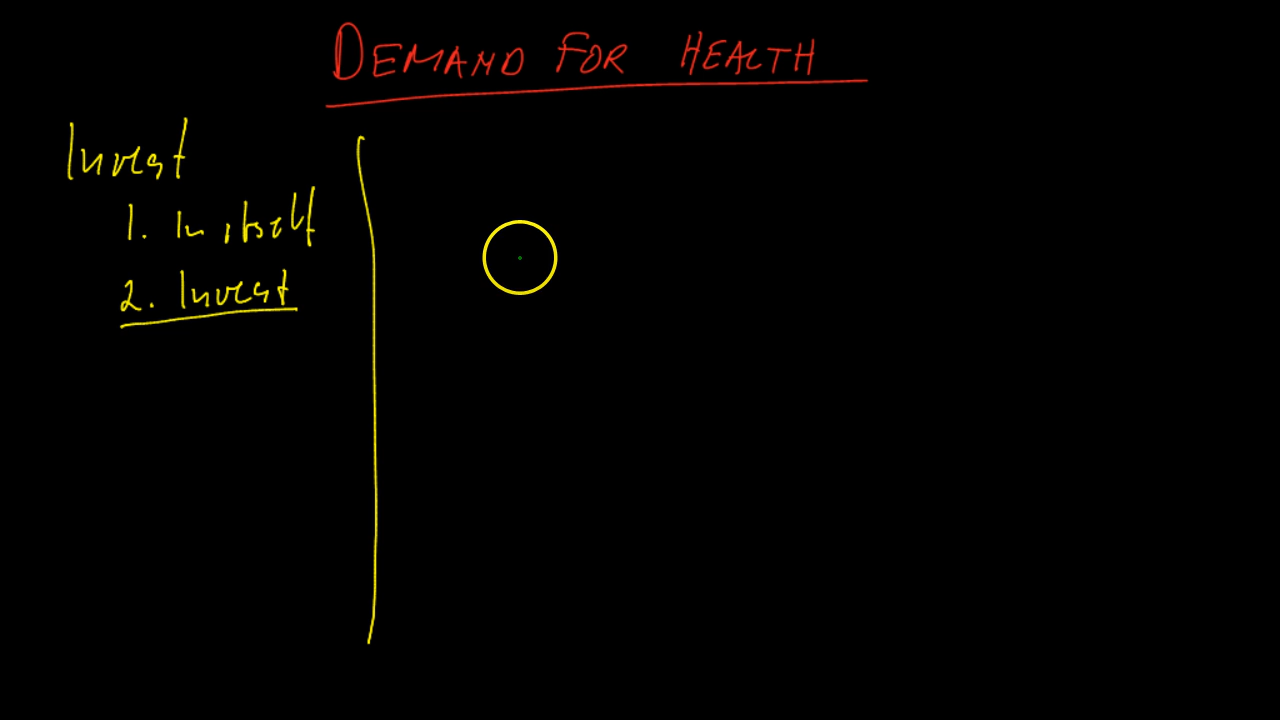 DEMAND FOR HEALTH
Invest
1. In itself
2. Invest